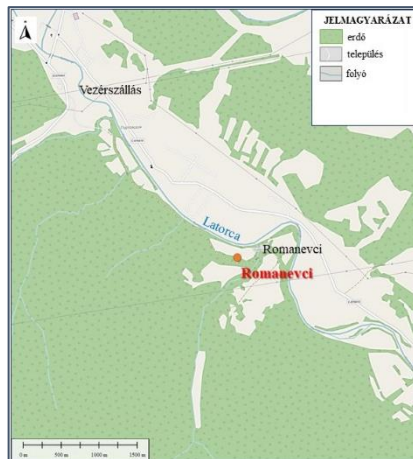 JELMAGYARÁZAT
erdő
település
folyó
Vezérszállás
Latorca
Romanevci
Romanevci
0 m 500 m 1000 m 1500 m